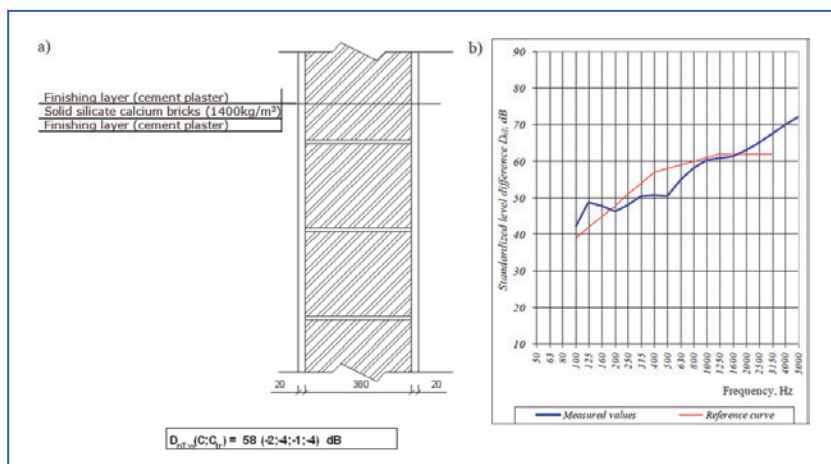 a)
Finishing layer (cement plaster)
Solid silicate calcium bricks (1400kg/m³)
Finishing layer (cement plaster)
20 380 20
D_nT,w(C;C_tr) = 58 (-2;-4;-1;-4) dB
b)
Standardized level difference D_nT, dB
90
80
70
60
50
40
30
20
10
50 63 80 100 125 160 200 250 315 400 500 630 800 1000 1250 1600 2000 2500 3150 4000 5000
Frequency, Hz
Measured values Reference curve